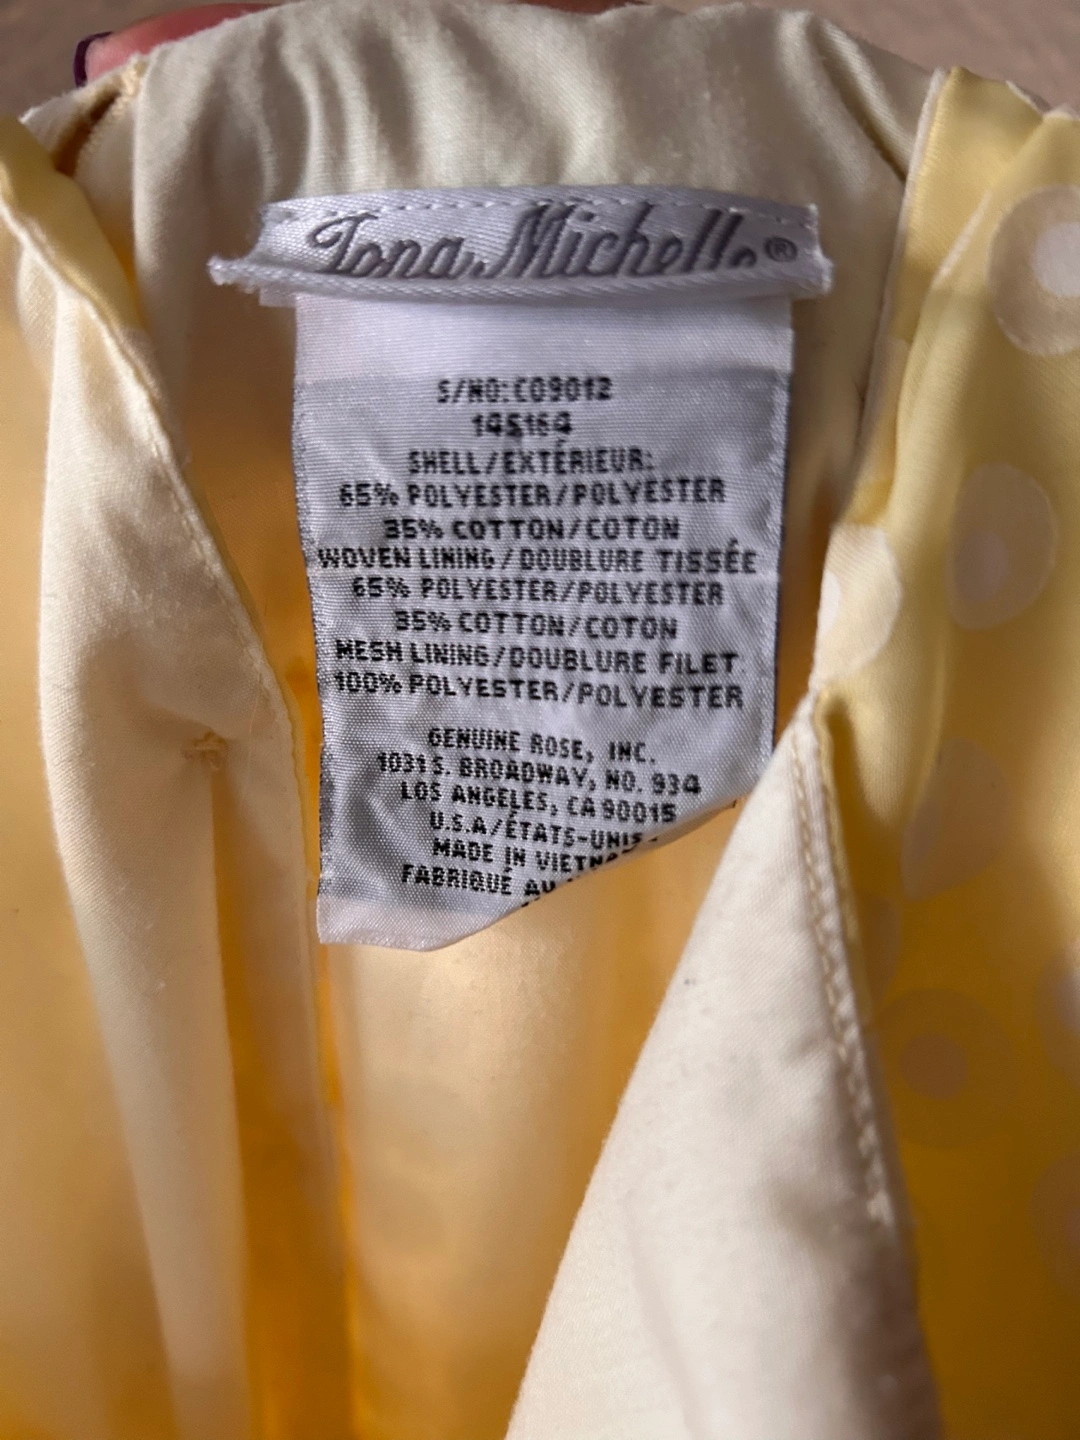 Iona Michelle®
S/NO: C09012
145164
SHELL/EXTÉRIEUR:
65% POLYESTER/POLYESTER
35% COTTON/COTON
WOVEN LINING/DOUBLURE TISSÉE
65% POLYESTER/POLYESTER
35% COTTON/COTON
MESH LINING/DOUBLURE FILET
100% POLYESTER/POLYESTER
GENUINE ROSE, INC.
1031 S. BROADWAY, NO. 934
LOS ANGELES, CA 90015
U.S.A/ÉTATS-UNIS
MADE IN
FABRIQUÉ AU